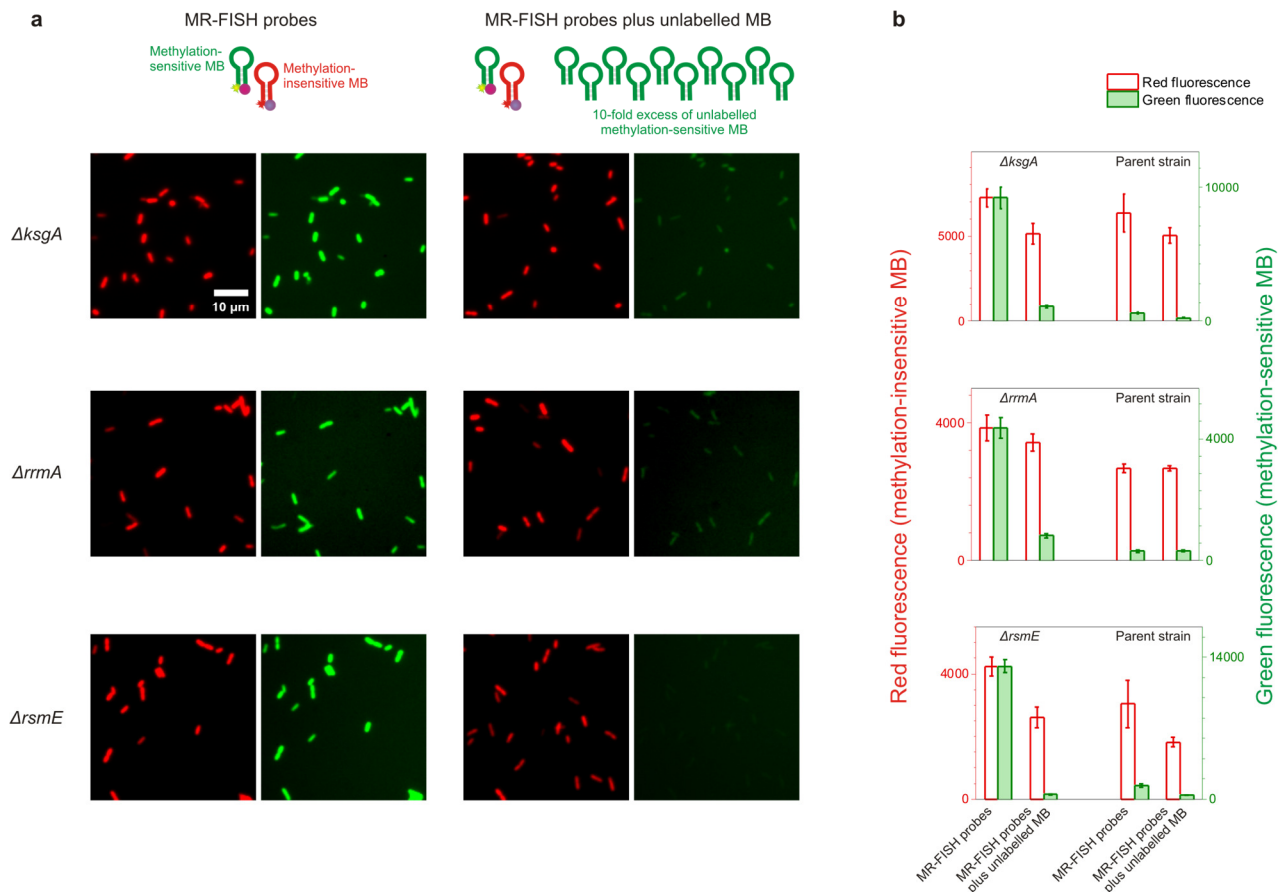 a
MR-FISH probes
MR-FISH probes plus unlabelled MB
Methylation-
sensitive MB
Methylation-
insensitive MB
10-fold excess of unlabelled
methylation-sensitive MB
ΔksgA
10 µm
ΔrrmA
ΔrsmE
b
Red fluorescence
Green fluorescence
Red fluorescence (methylation-insensitive MB)
Green fluorescence (methylation-sensitive MB)
ΔksgA
Parent strain
10000
5000
0
0
ΔrrmA
Parent strain
4000
4000
0
0
ΔrsmE
Parent strain
14000
4000
0
0
MR-FISH probes
MR-FISH probes
plus unlabelled MB
MR-FISH probes
MR-FISH probes
plus unlabelled MB